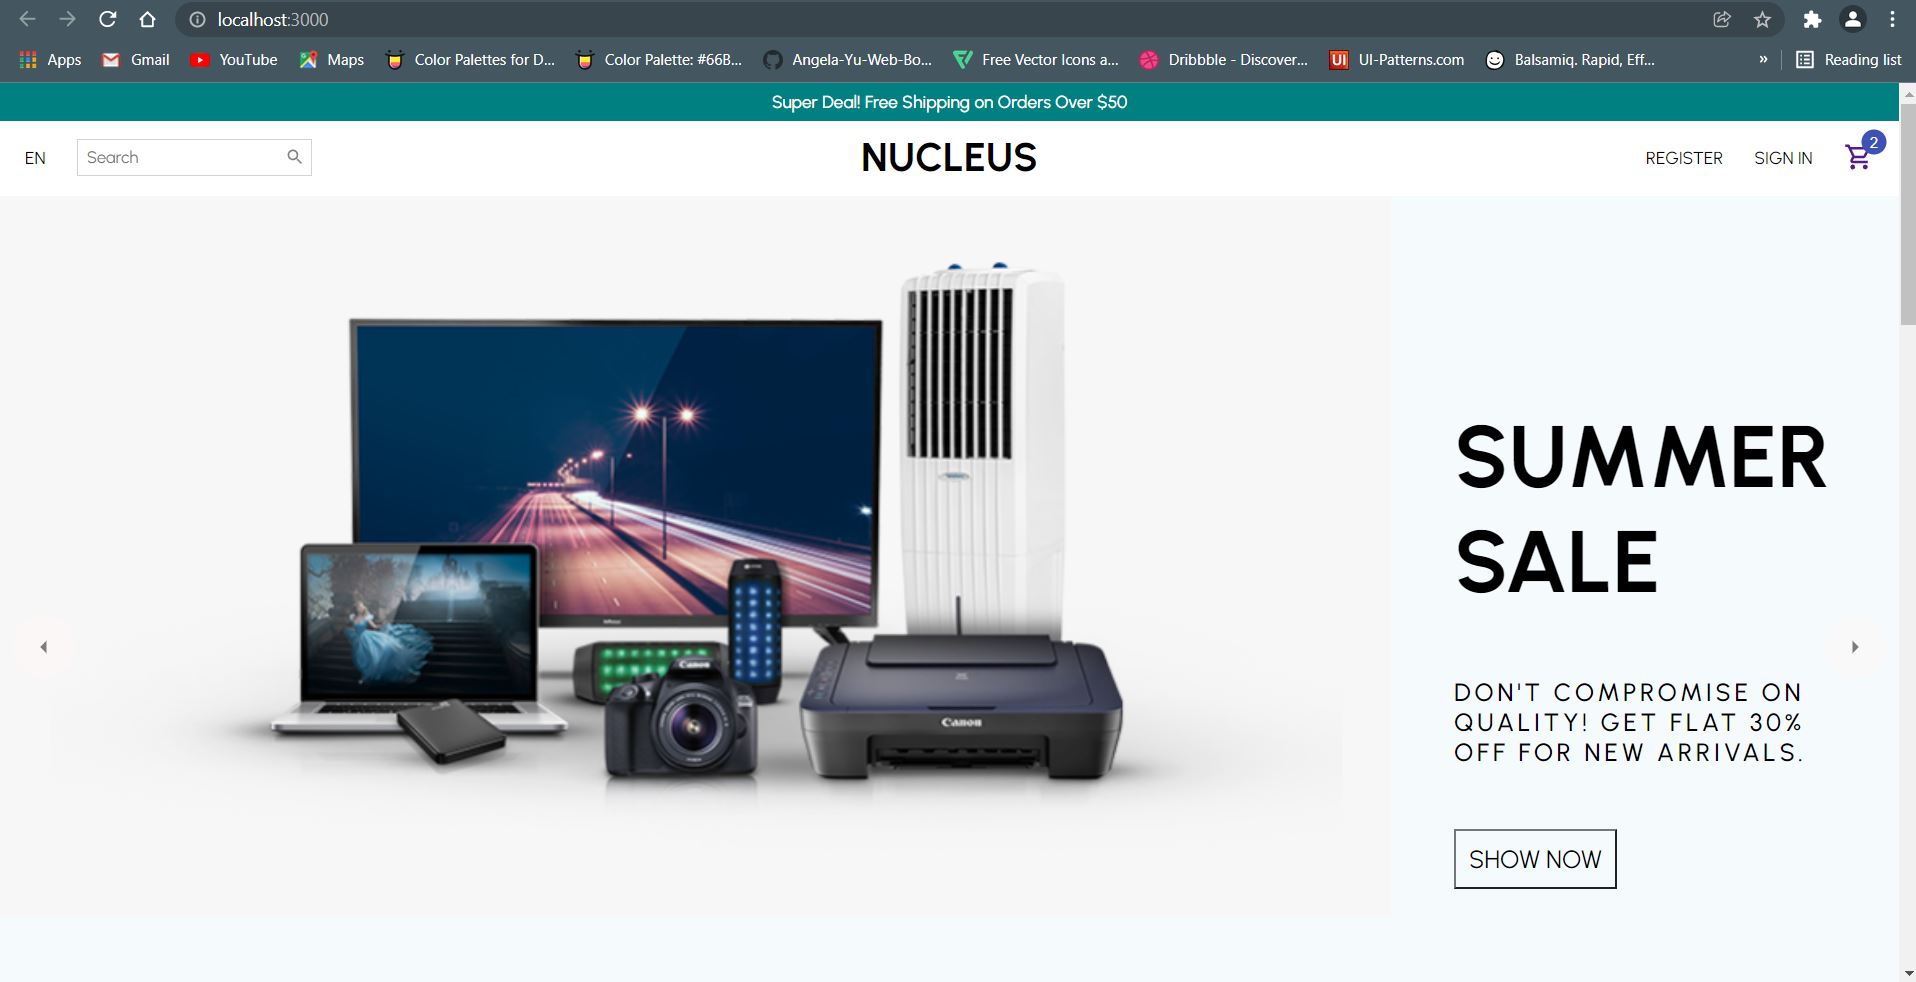 localhost:3000
Apps Gmail YouTube Maps Color Palettes for D... Color Palette: #66B... Angela-Yu-Web-Bo... Free Vector Icons a... Dribbble - Discover... UI UI-Patterns.com Balsamiq. Rapid, Eff... » Reading list
Super Deal! Free Shipping on Orders Over $50
EN Search NUCLEUS REGISTER SIGN IN 2
SUMMER
SALE
Canon
Canon
DON'T COMPROMISE ON
QUALITY! GET FLAT 30%
OFF FOR NEW ARRIVALS.
SHOW NOW